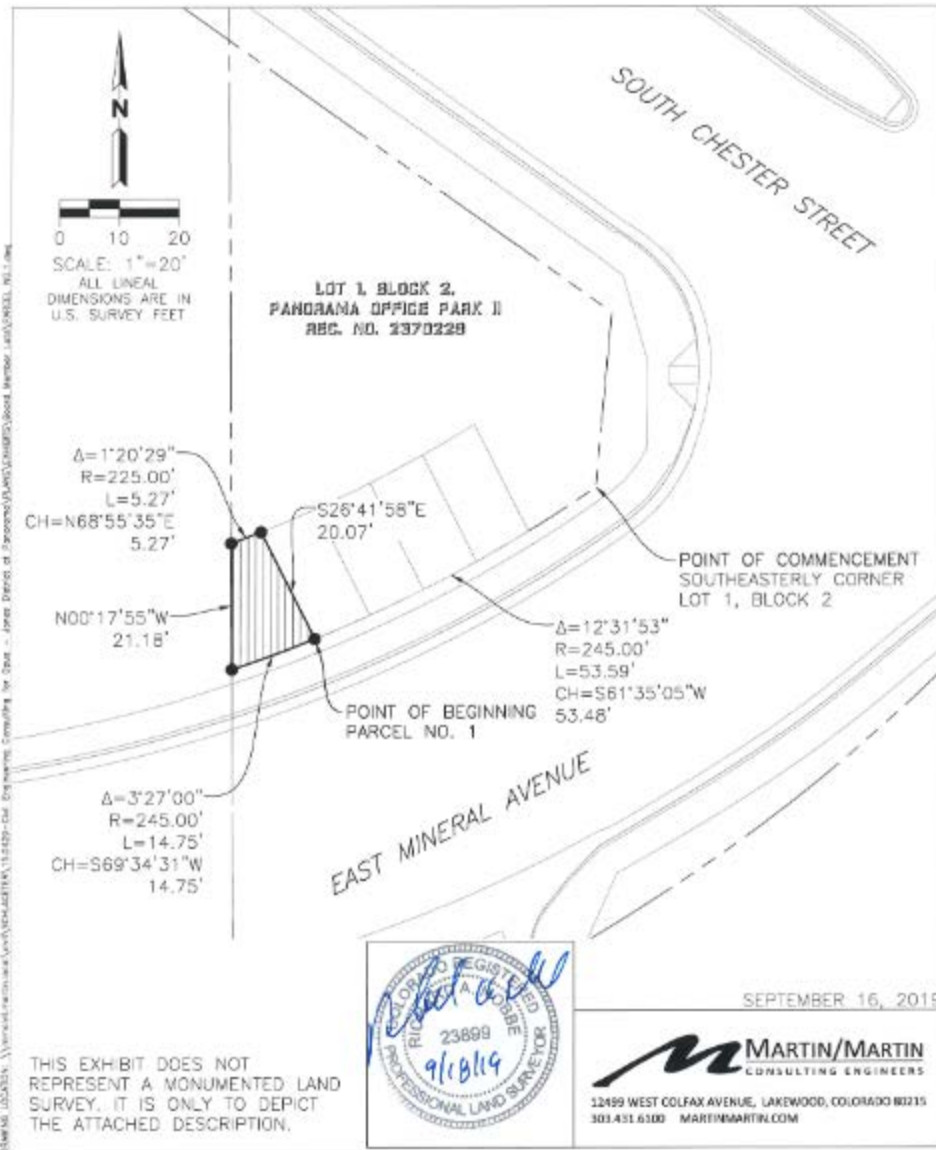 N
0 10 20
SCALE: 1"=20'
ALL LINEAR
DIMENSIONS ARE IN
U.S. SURVEY FEET
SOUTH CHESTER STREET
LOT 1, BLOCK 2,
PANORAMA OFFICE PARK II
REC. NO. 2370229
Δ=1°20'29"
R=225.00'
L=5.27'
CH=N68°55'35"E
5.27'
S26°41'58"E
20.07'
N00°17'55"W
21.18'
POINT OF COMMENCEMENT
SOUTHEASTERLY CORNER
LOT 1, BLOCK 2
Δ=12°31'53"
R=245.00'
L=53.59'
CH=S61°35'05"W
53.48'
POINT OF BEGINNING
PARCEL NO. 1
Δ=3°27'00"
R=245.00'
L=14.75'
CH=S69°34'31"W
14.75'
EAST MINERAL AVENUE
COLORADO REGISTERED
23899
9/18/19
PROFESSIONAL LAND SURVEYOR
SEPTEMBER 16, 2019
THIS EXHIBIT DOES NOT
REPRESENT A MONUMENTED LAND
SURVEY. IT IS ONLY TO DEPICT
THE ATTACHED DESCRIPTION.
MARTIN/MARTIN
CONSULTING ENGINEERS
12499 WEST COLFAX AVENUE, LAKEWOOD, COLORADO 80215
303.431.6100 MARTINMARTIN.COM